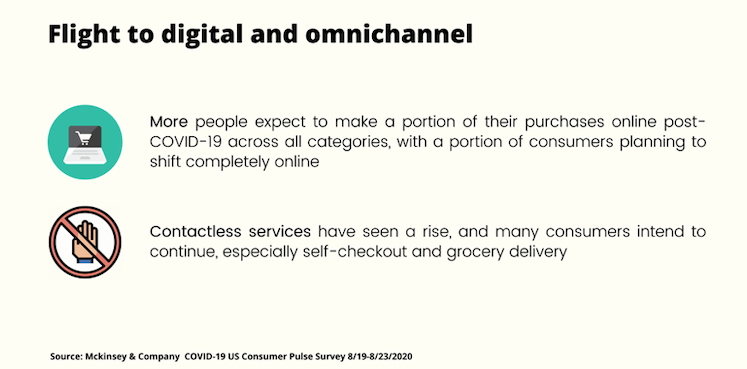 Flight to digital and omnichannel
More people expect to make a portion of their purchases online post-
COVID-19 across all categories, with a portion of consumers planning to
shift completely online
Contactless services have seen a rise, and many consumers intend to
continue, especially self-checkout and grocery delivery
Source: Mckinsey & Company COVID-19 US Consumer Pulse Survey 8/19-8/23/2020